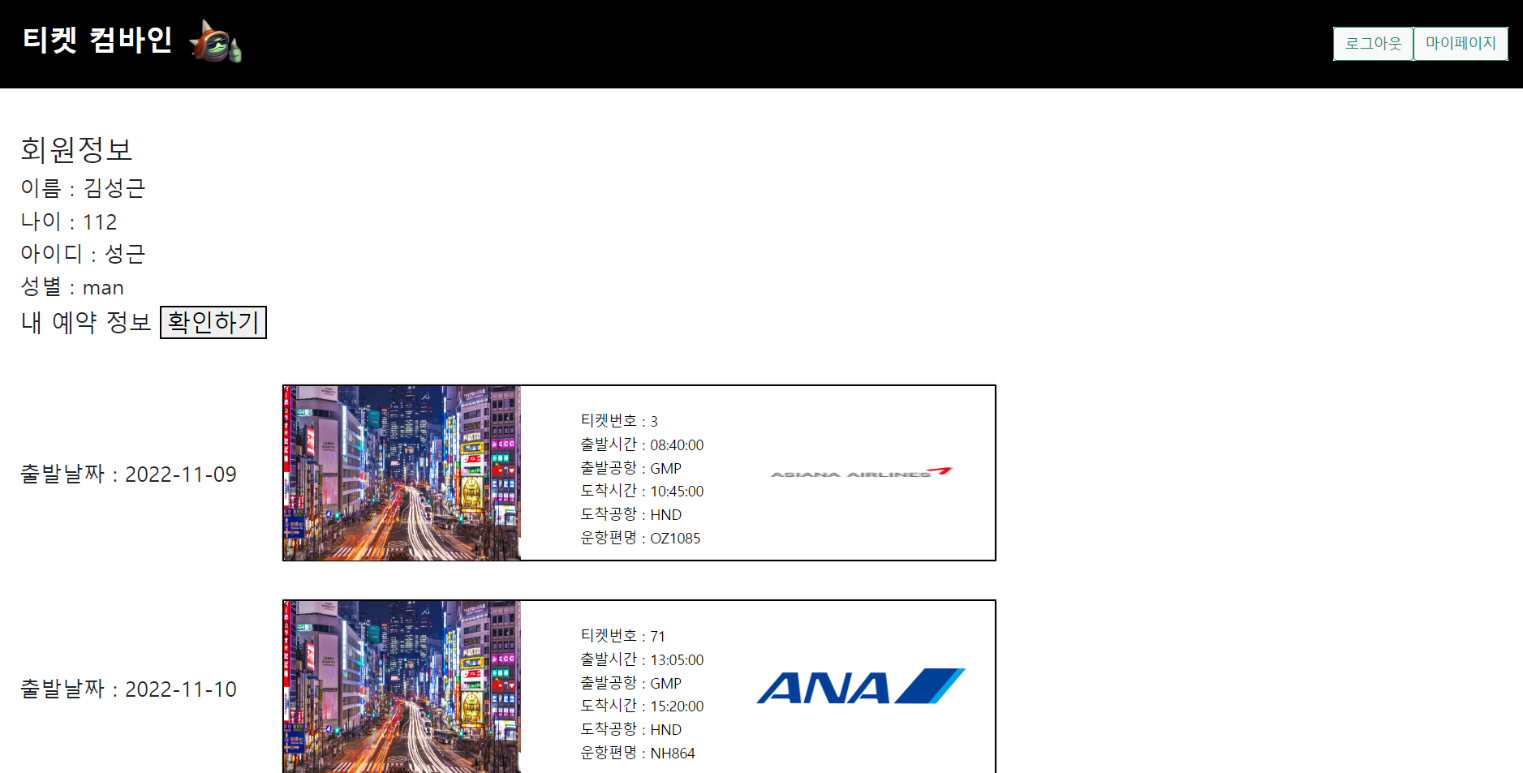 티켓 컴바인
로그아웃 마이페이지
회원정보
이름 : 김성근
나이 : 112
아이디 : 성근
성별 : man
내 예약 정보 확인하기
출발날짜 : 2022-11-09
티켓번호 : 3
출발시간 : 08:40:00
출발공항 : GMP
도착시간 : 10:45:00
도착공항 : HND
운항편명 : OZ1085
ASIANA AIRLINES
출발날짜 : 2022-11-10
티켓번호 : 71
출발시간 : 13:05:00
출발공항 : GMP
도착시간 : 15:20:00
도착공항 : HND
운항편명 : NH864
ANA